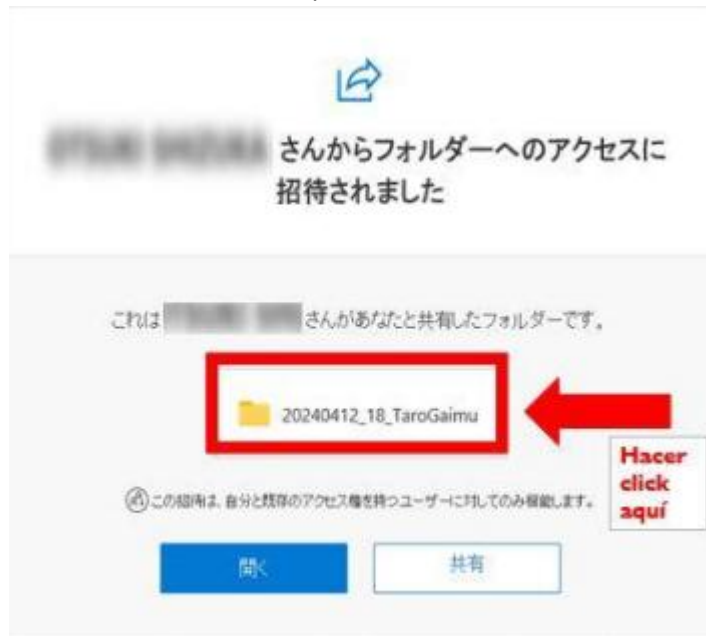 さんからフォルダーへのアクセスに
招待されました
これは さんがあなたと共有したフォルダーです。
20240412_18_TaroGaimu
Hacer
click
aquí
この招待は、自分と既存のアクセス権を持つユーザーに対してのみ機能します。
開く
共有